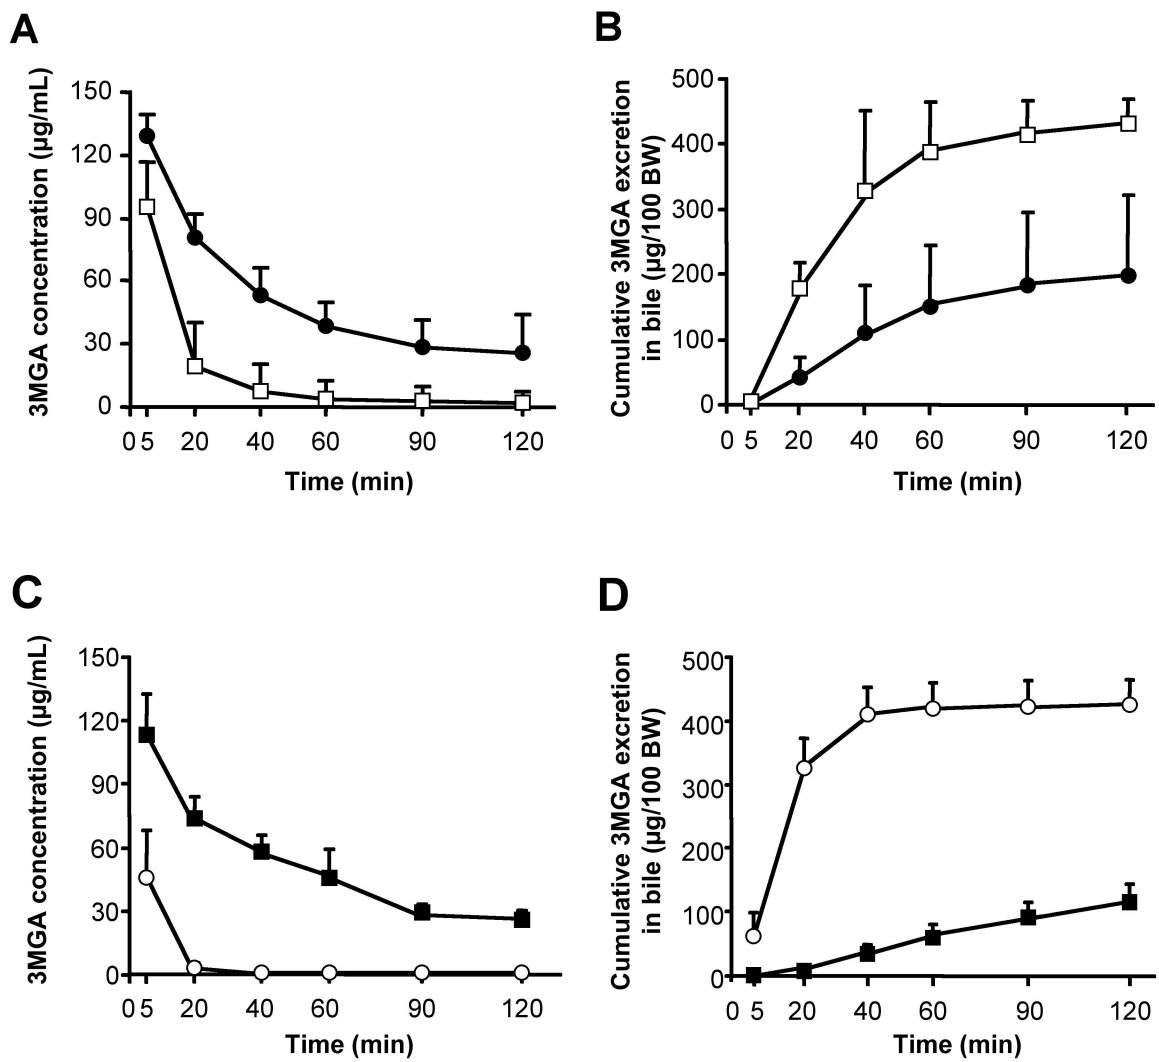 A
3MGA concentration (µg/mL)
150
120
90
60
30
0
0 5 20 40 60 90 120
Time (min)
B
Cumulative 3MGA excretion
in bile (µg/100 BW)
500
400
300
200
100
0
0 5 20 40 60 90 120
Time (min)
C
3MGA concentration (µg/mL)
150
120
90
60
30
0
0 5 20 40 60 90 120
Time (min)
D
Cumulative 3MGA excretion
in bile (µg/100 BW)
500
400
300
200
100
0
0 5 20 40 60 90 120
Time (min)